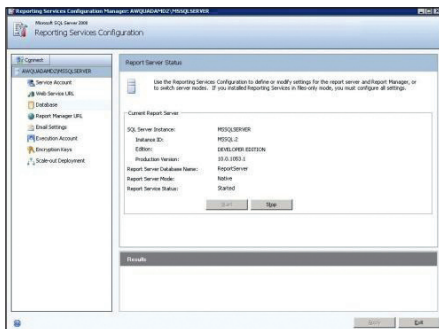 Reporting Services Configuration Manager: AWQUADAMD2\MSSQLSERVER
Microsoft SQL Server 2008
Reporting Services Configuration
Connect
AWQUADAMD2\MSSQLSERVER
Service Account
Web Service URL
Database
Report Manager URL
Email Settings
Execution Account
Encryption Keys
Scale-out Deployment
Report Server Status
Use the Reporting Services Configuration to define or modify settings for the report server and Report Manager, or
to switch server modes. If you installed Reporting Services in files-only mode, you must configure all settings.
Current Report Server
SQL Server Instance: MSSQLSERVER
Instance ID: MSSQL.2
Edition: DEVELOPER EDITION
Production Version: 10.0.1053.1
Report Server Database Name: ReportServer
Report Server Mode: Native
Report Service Status: Started
Start Stop
Results
Exit